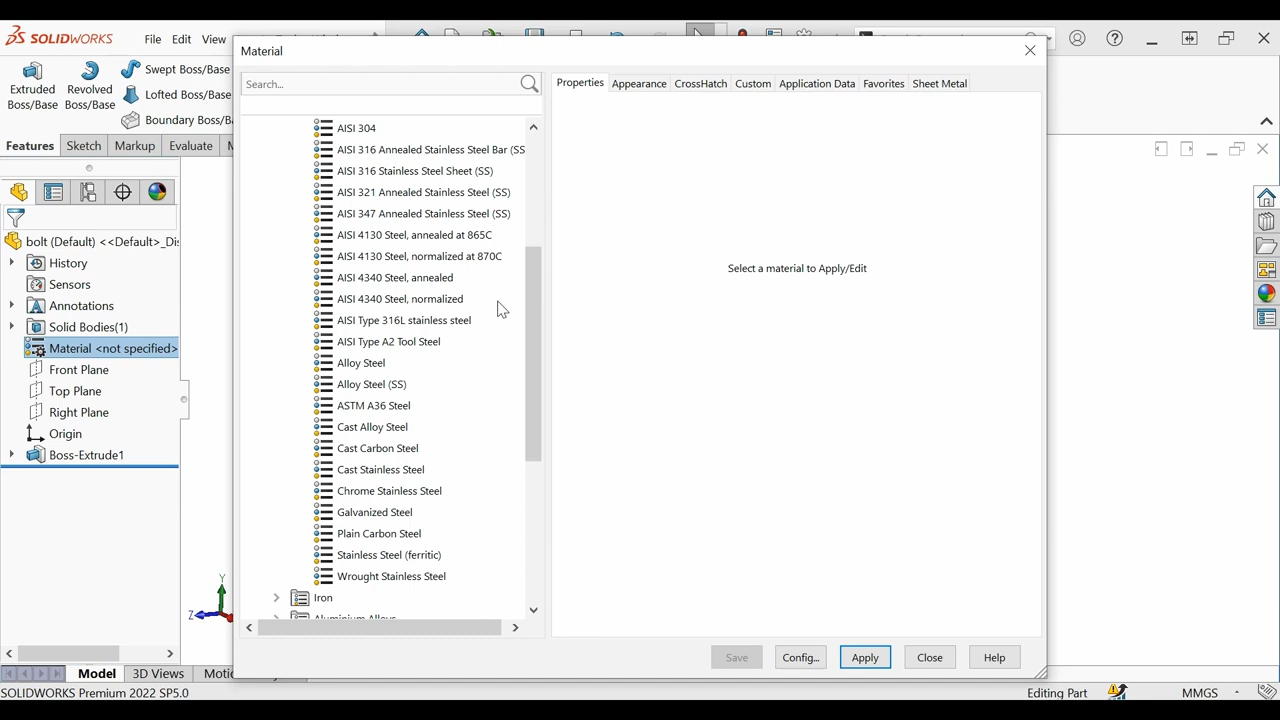 SOLIDWORKS
File Edit View
Material
Extruded
Boss/Base
Revolved
Boss/Base
Swept Boss/Base
Lofted Boss/Base
Boundary
Features Sketch Markup Evaluate
bolt (Default) <<Default>_Di
History
Sensors
Annotations
Solid Bodies(1)
Material <not specified>
Front Plane
Top Plane
Right Plane
Origin
Boss-Extrude1
Search...
AISI 304
AISI 316 Annealed Stainless Steel Bar (SS
AISI 316 Stainless Steel Sheet (SS)
AISI 321 Annealed Stainless Steel (SS)
AISI 347 Annealed Stainless Steel (SS)
AISI 4130 Steel, annealed at 865C
AISI 4130 Steel, normalized at 870C
AISI 4340 Steel, annealed
AISI 4340 Steel, normalized
AISI Type 316L stainless steel
AISI Type A2 Tool Steel
Alloy Steel
Alloy Steel (SS)
ASTM A36 Steel
Cast Alloy Steel
Cast Carbon Steel
Cast Stainless Steel
Chrome Stainless Steel
Galvanized Steel
Plain Carbon Steel
Stainless Steel (ferritic)
Wrought Stainless Steel
Iron
Properties Appearance CrossHatch Custom Application Data Favorites Sheet Metal
Select a material to Apply/Edit
Save Config... Apply Close Help
Y
Z
Model 3D Views
SOLIDWORKS Premium 2022 SP5.0
Editing Part
MMGS